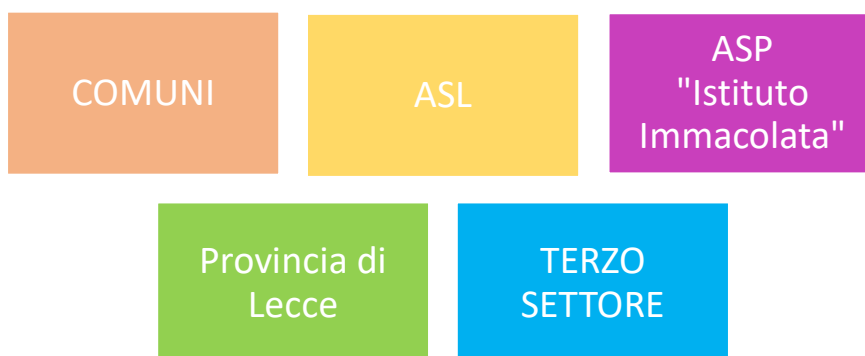 COMUNI
ASL
ASP
"Istituto
Immacolata"
Provincia di
Lecce
TERZO
SETTORE